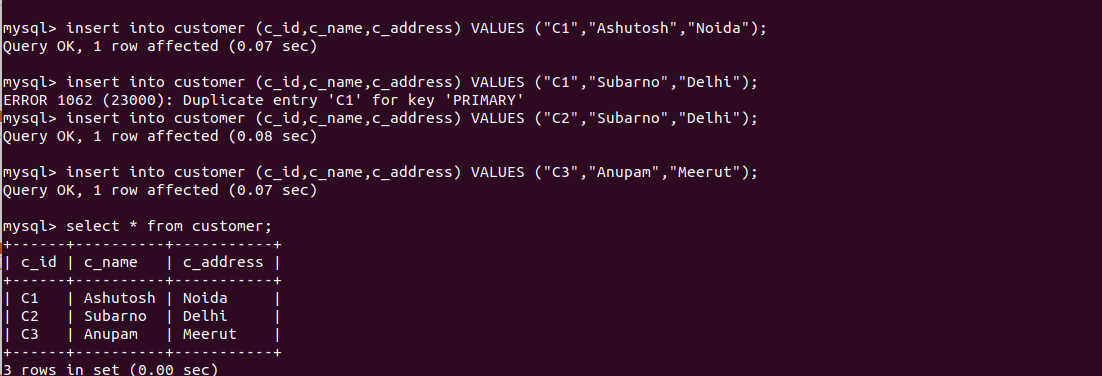 mysql> insert into customer (c_id,c_name,c_address) VALUES ("C1","Ashutosh","Noida");
Query OK, 1 row affected (0.07 sec)
mysql> insert into customer (c_id,c_name,c_address) VALUES ("C1","Subarno","Delhi");
ERROR 1062 (23000): Duplicate entry 'C1' for key 'PRIMARY'
mysql> insert into customer (c_id,c_name,c_address) VALUES ("C2","Subarno","Delhi");
Query OK, 1 row affected (0.08 sec)
mysql> insert into customer (c_id,c_name,c_address) VALUES ("C3","Anupam","Meerut");
Query OK, 1 row affected (0.07 sec)
mysql> select * from customer;
+------+----------+-----------+
| c_id | c_name   | c_address |
+------+----------+-----------+
| C1   | Ashutosh | Noida     |
| C2   | Subarno  | Delhi     |
| C3   | Anupam   | Meerut    |
+------+----------+-----------+
3 rows in set (0.00 sec)